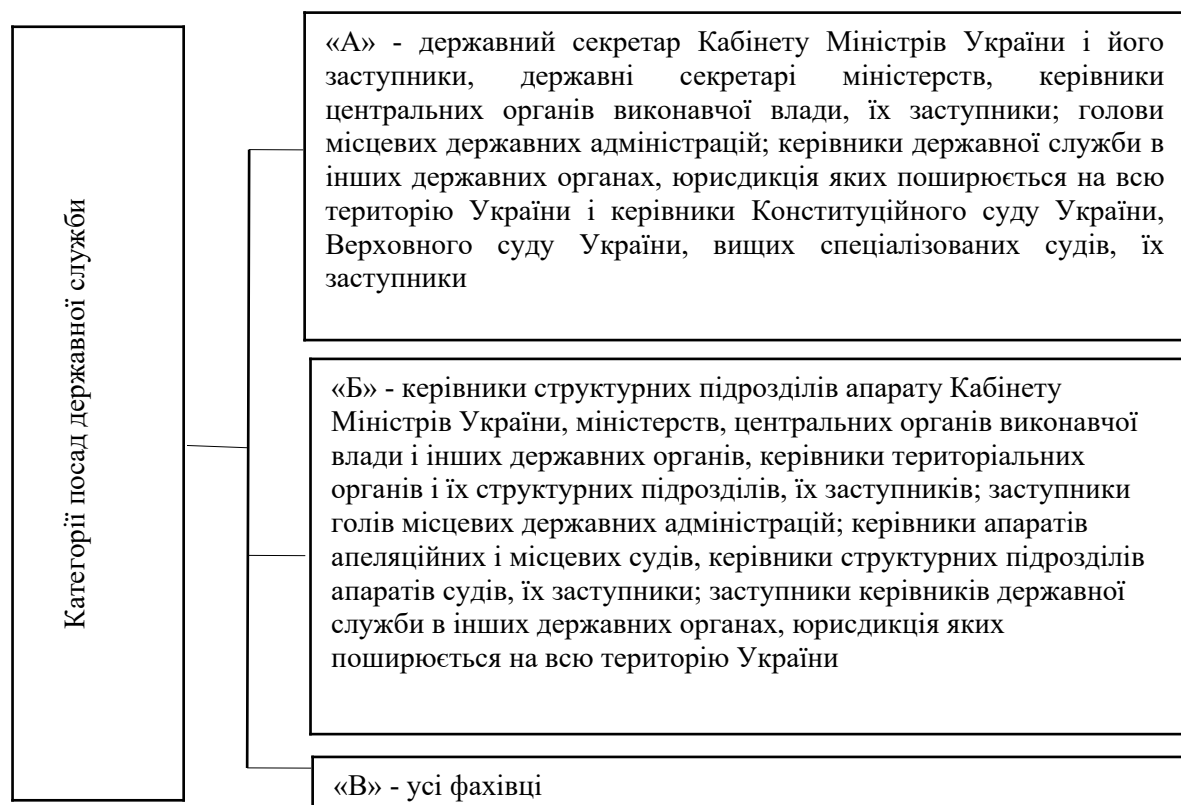 Категорії посад державної служби
«А» - державний секретар Кабінету Міністрів України і його
заступники, державні секретарі міністерств, керівники
центральних органів виконавчої влади, їх заступники; голови
місцевих державних адміністрацій; керівники державної служби в
інших державних органах, юрисдикція яких поширюється на всю
територію України і керівники Конституційного суду України,
Верховного суду України, вищих спеціалізованих судів, їх
заступники
«Б» - керівники структурних підрозділів апарату Кабінету
Міністрів України, міністерств, центральних органів виконавчої
влади і інших державних органів, керівники територіальних
органів і їх структурних підрозділів, їх заступників; заступники
голів місцевих державних адміністрацій; керівники апаратів
апеляційних і місцевих судів, керівники структурних підрозділів
апаратів судів, їх заступники; заступники керівників державної
служби в інших державних органах, юрисдикція яких
поширюється на всю територію України
«В» - усі фахівці